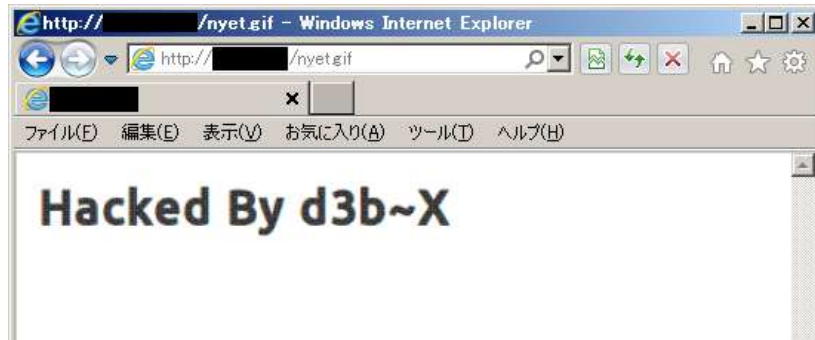 http:// /nyet.gif - Windows Internet Explorer
http:// /nyet.gif
ファイル(F) 編集(E) 表示(V) お気に入り(A) ツール(T) ヘルプ(H)
Hacked By d3b~X